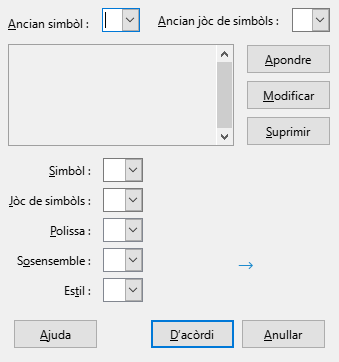 Ancian simbòl :
Ancian jòc de simbòls :
Apondre
Modificar
Suprimir
Simbòl :
Jòc de simbòls :
Polissa :
Sosensemble :
→
Estil :
Ajuda
D'acòrdi
Anullar